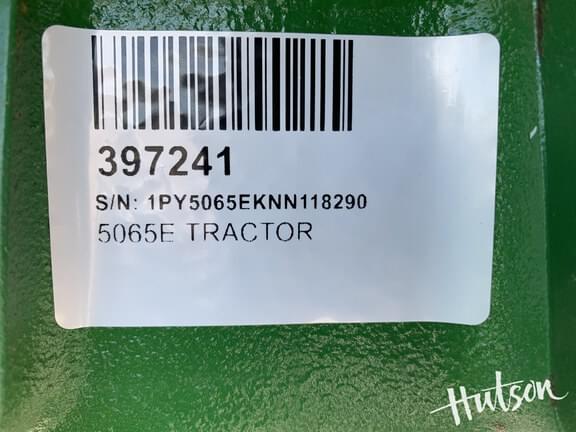 397241
S/N: 1PY5065EKNN118290
5065E TRACTOR
Hutson